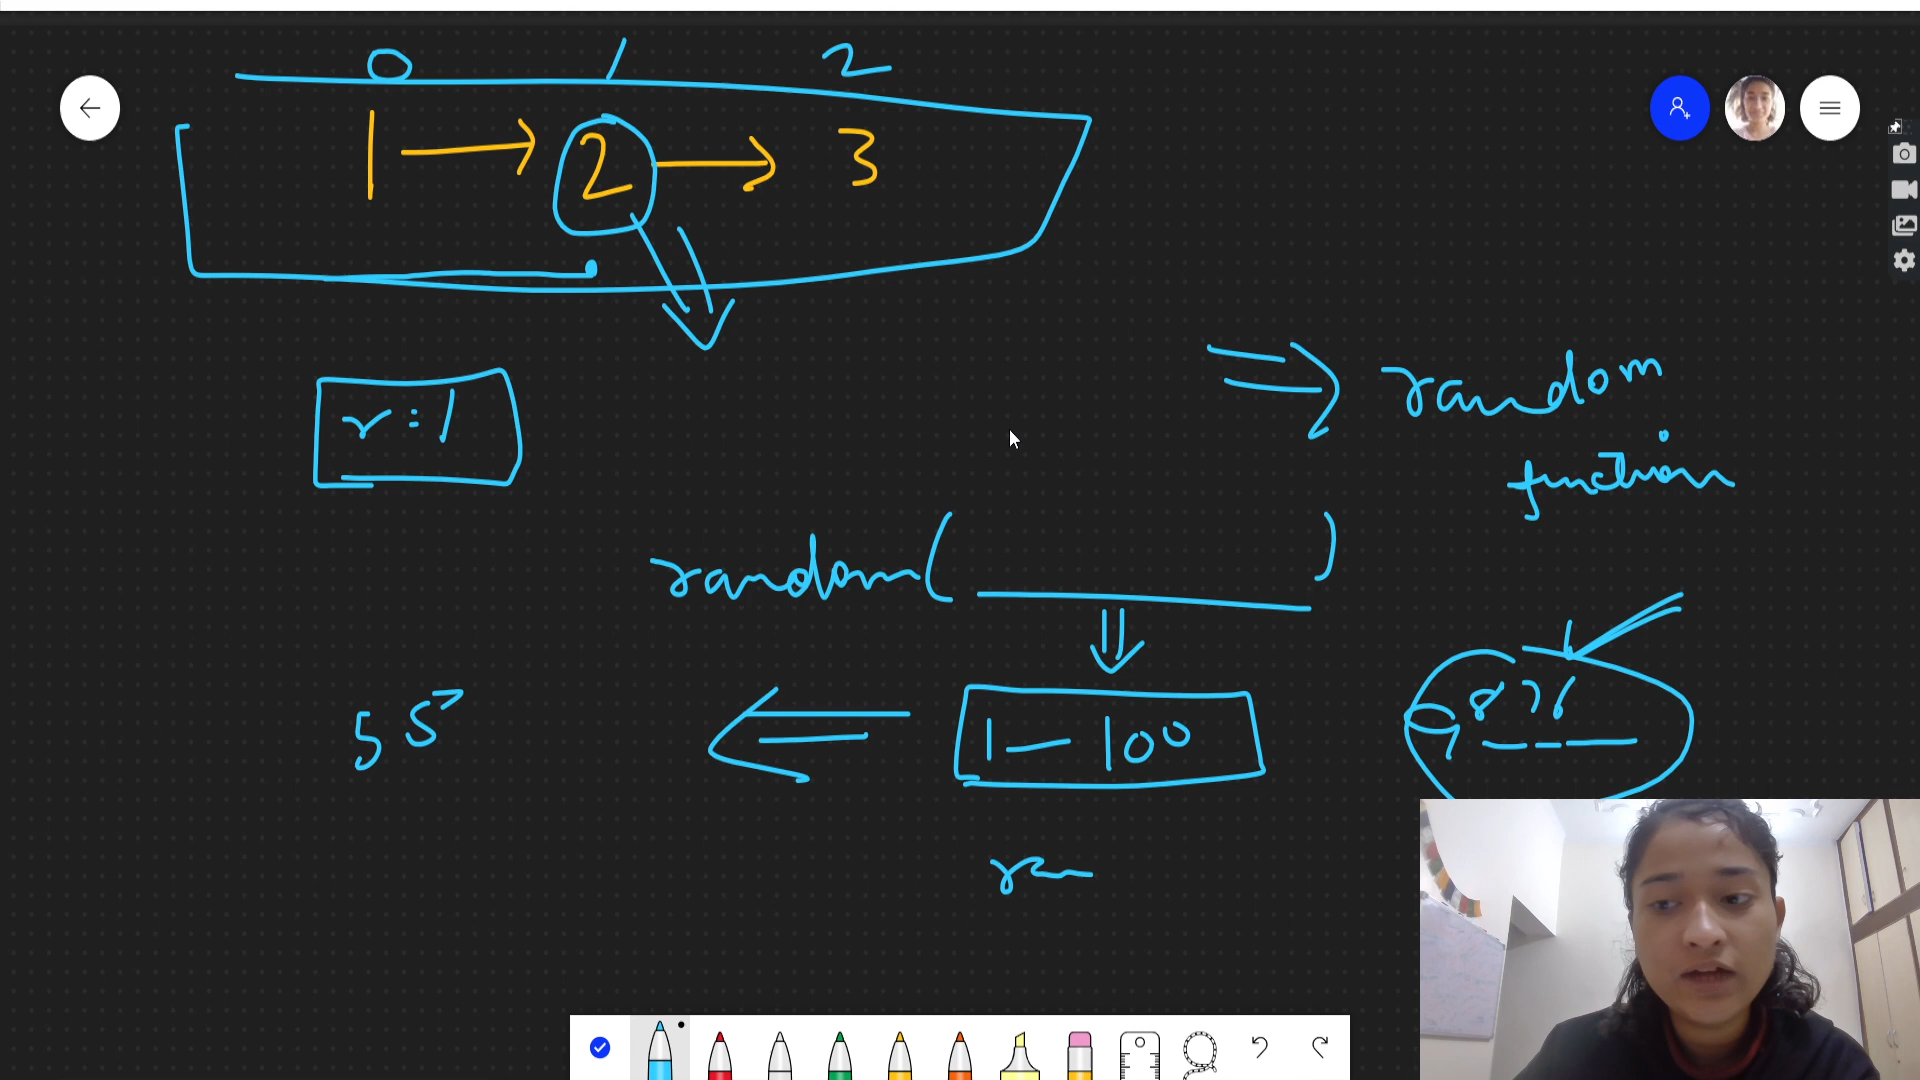 0 1 2
1 → 2 → 3
r : 1
⇒ random
function
random( )
1 — 100
55